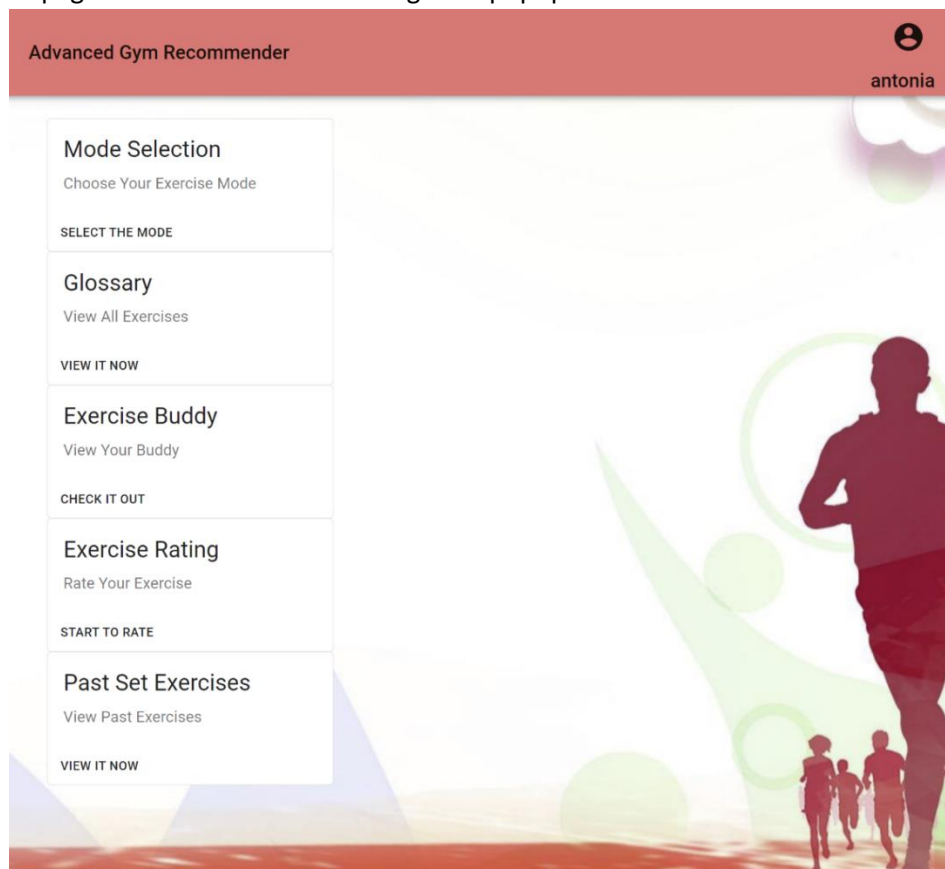 Advanced Gym Recommender
antonia
Mode Selection
Choose Your Exercise Mode
SELECT THE MODE
Glossary
View All Exercises
VIEW IT NOW
Exercise Buddy
View Your Buddy
CHECK IT OUT
Exercise Rating
Rate Your Exercise
START TO RATE
Past Set Exercises
View Past Exercises
VIEW IT NOW